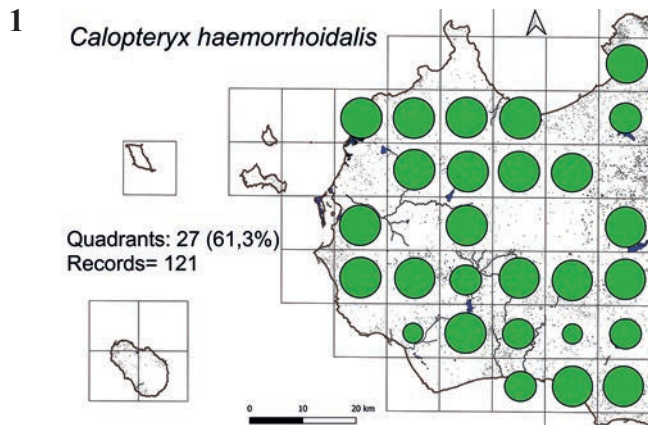 1
Calopteryx haemorrhoidalis
Quadrants: 27 (61,3%)
Records= 121
0 10 20 km